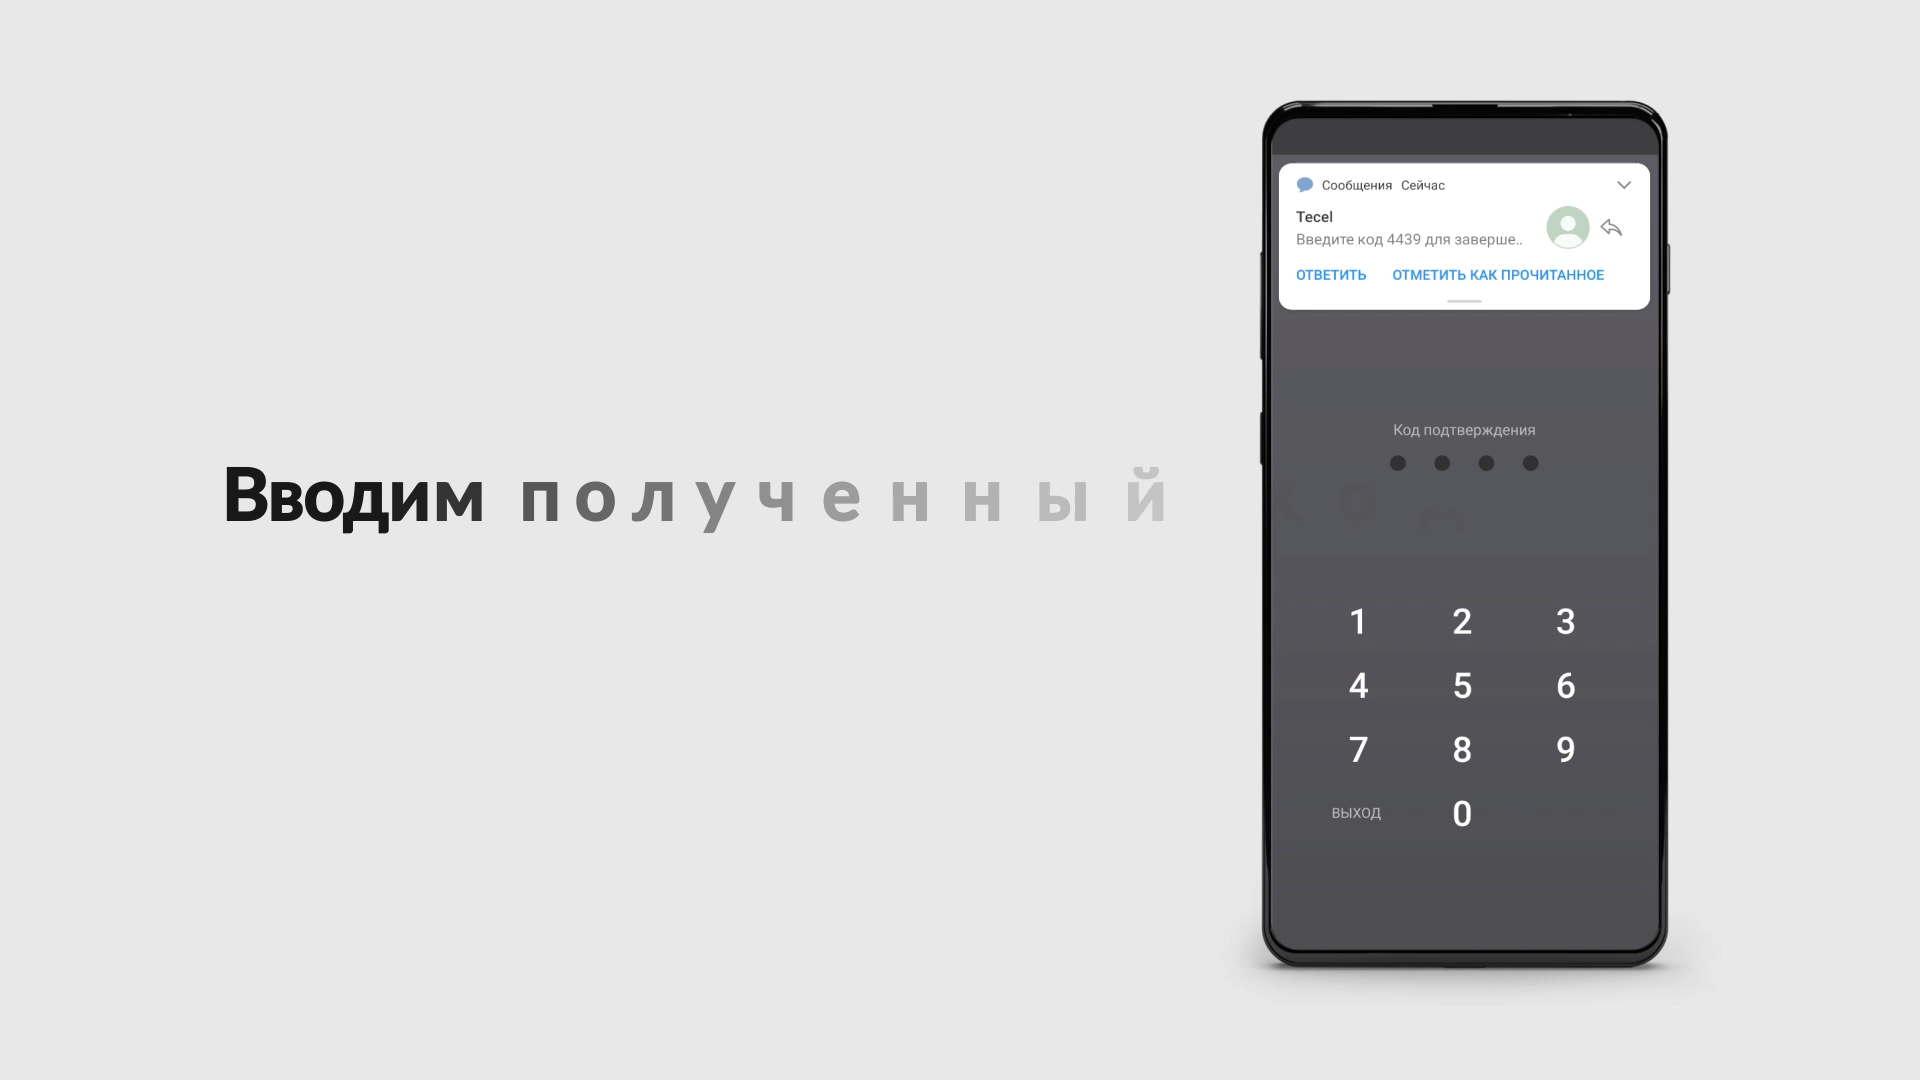 Вводим полученный код
Сообщения Сейчас
Tecel
Введите код 4439 для заверше..
ОТВЕТИТЬ ОТМЕТИТЬ КАК ПРОЧИТАННОЕ
Код подтверждения
1 2 3
4 5 6
7 8 9
ВЫХОД 0